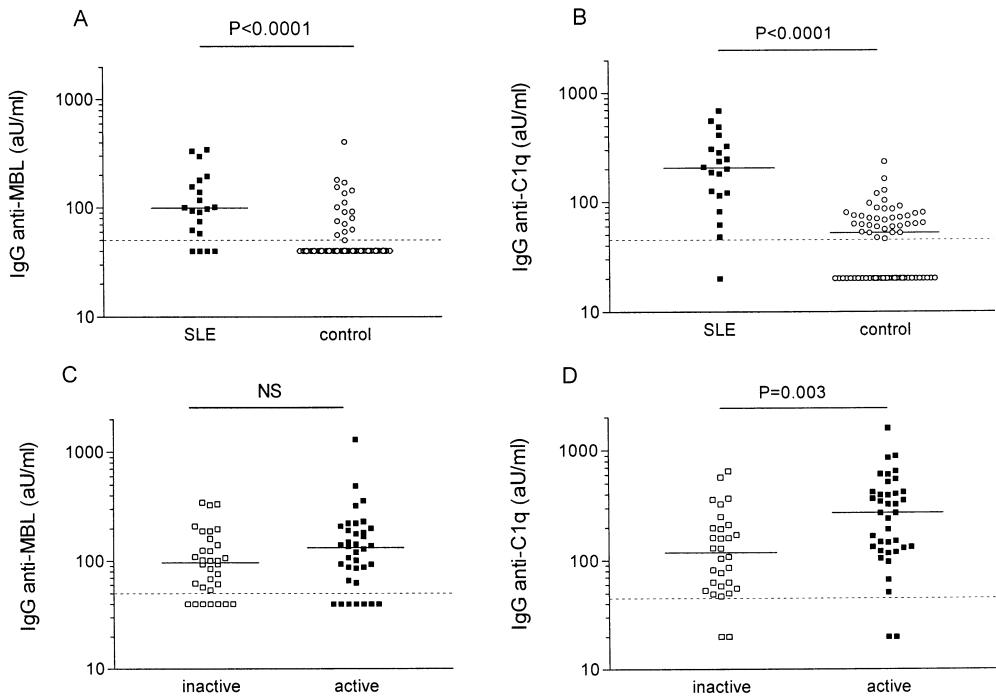 A
P<0.0001
IgG anti-MBL (aU/ml)
1000
100
10
SLE
control
B
P<0.0001
IgG anti-C1q (aU/ml)
1000
100
10
SLE
control
C
NS
IgG anti-MBL (aU/ml)
1000
100
10
inactive
active
D
P=0.003
IgG anti-C1q (aU/ml)
1000
100
10
inactive
active